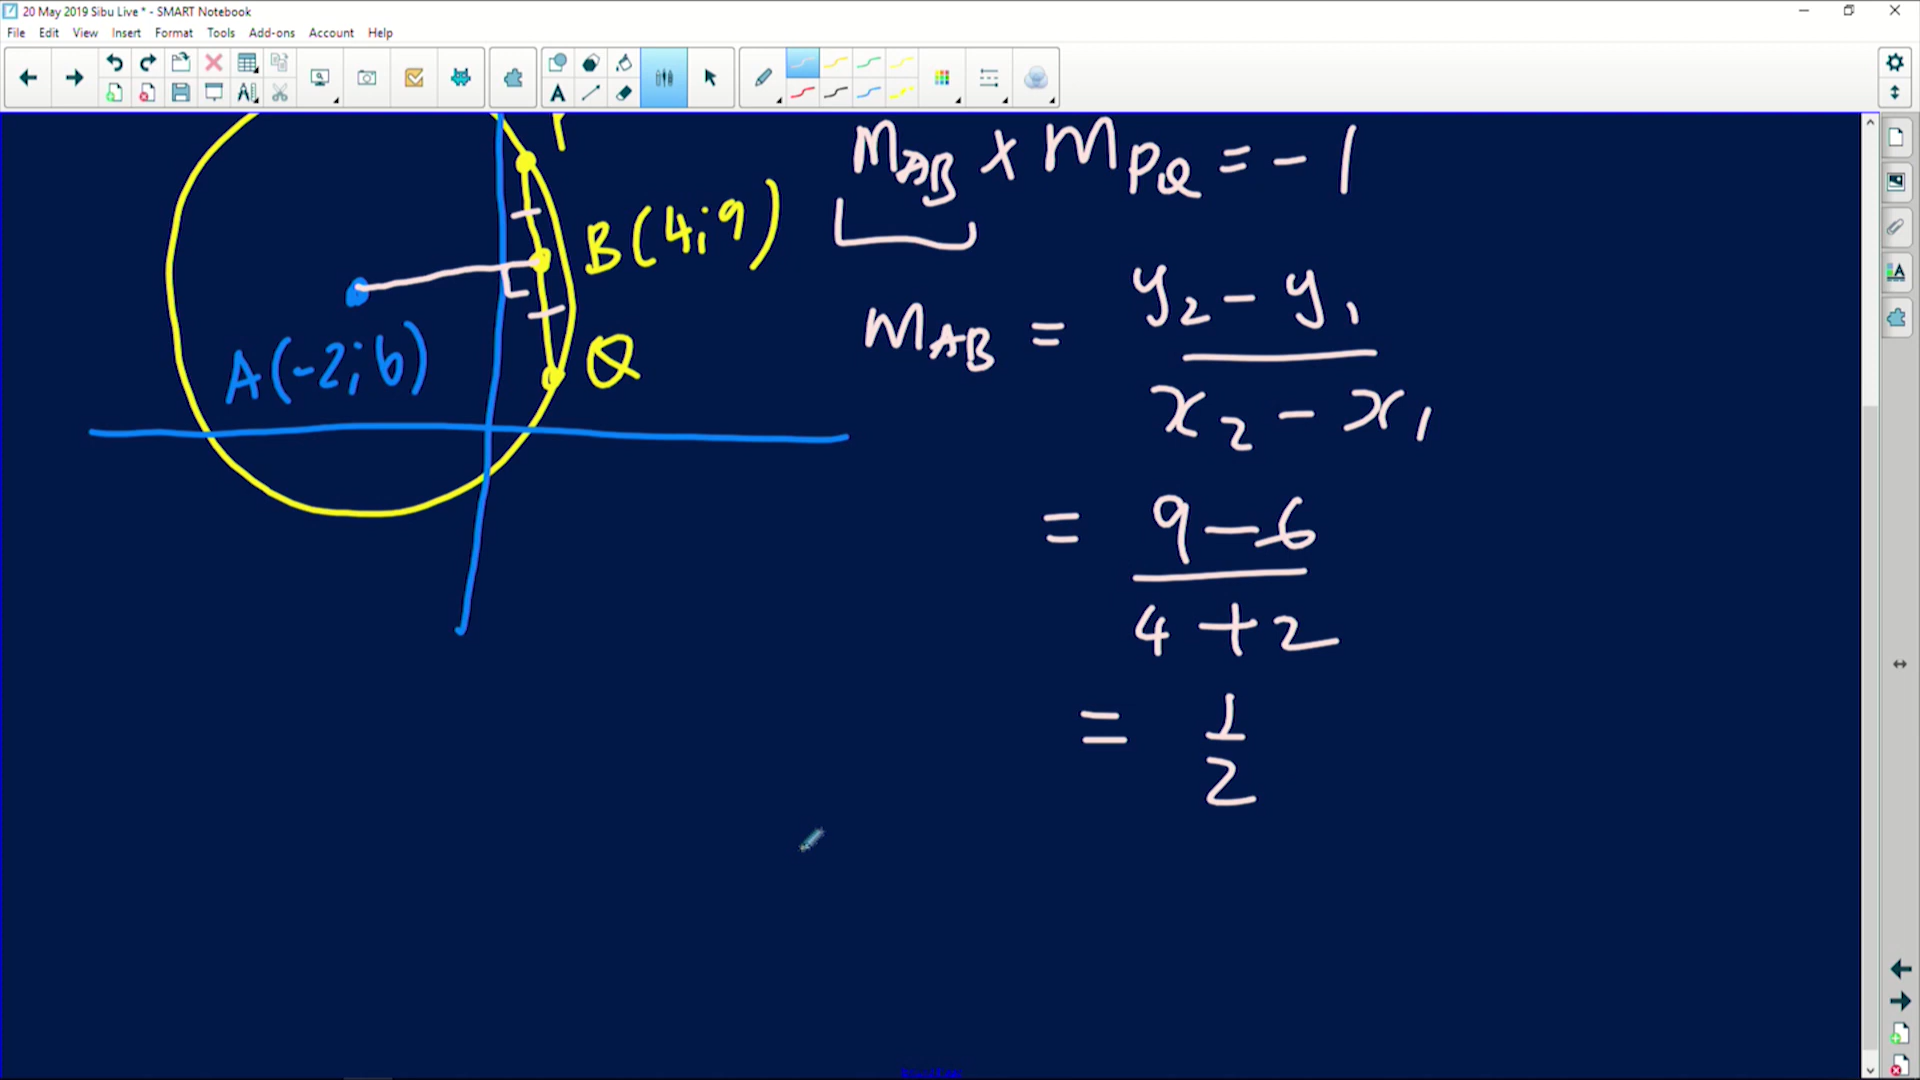 20 May 2019 Sibu Live * - SMART Notebook
File Edit View Insert Format Tools Add-ons Account Help
A
m_AB × m_PQ = -1
B(4;9)
m_AB = y₂ - y₁
x₂ - x₁
Q
A(-2;6)
= 9 - 6
4 + 2
= 1
2